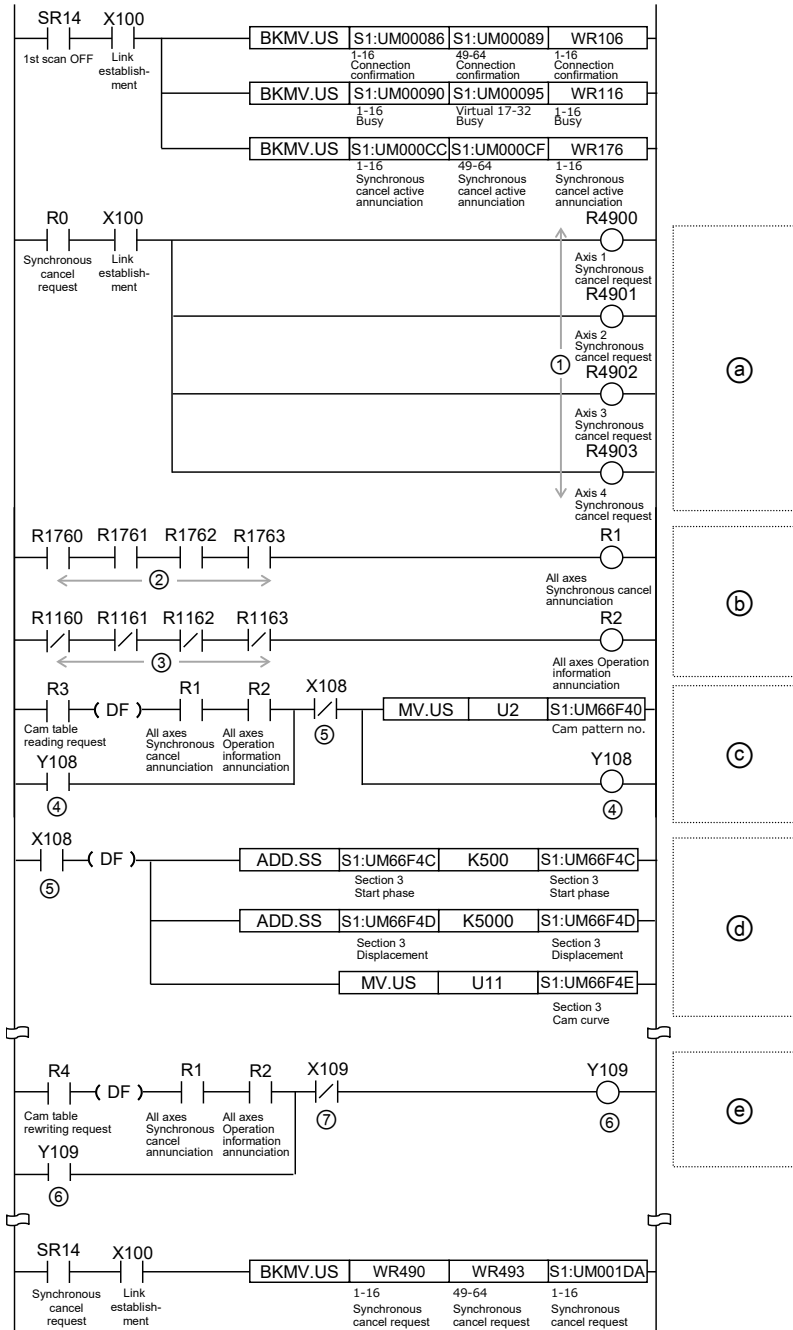 SR14 X100
BKMV.US S1:UM00086 S1:UM00089 WR106
1st scan OFF Link establish-ment
1-16 Connection confirmation 49-64 Connection confirmation 1-16 Connection confirmation
BKMV.US S1:UM00090 S1:UM00095 WR116
1-16 Busy Virtual 17-32 Busy 1-16 Busy
BKMV.US S1:UM000CC S1:UM000CF WR176
1-16 Synchronous cancel active annunciation 49-64 Synchronous cancel active annunciation 1-16 Synchronous cancel active annunciation
R0 X100 R4900
Synchronous cancel request Link establish-ment
Axis 1 Synchronous cancel request
R4901
Axis 2 Synchronous cancel request
① ⓐ
R4902
Axis 3 Synchronous cancel request
R4903
Axis 4 Synchronous cancel request
R1760 R1761 R1762 R1763 R1
②
All axes Synchronous cancel annunciation
ⓑ
R1160 R1161 R1162 R1163 R2
③
All axes Operation information annunciation
R3 ( DF ) R1 R2 X108
MV.US U2 S1:UM66F40
Cam table reading request All axes Synchronous cancel annunciation All axes Operation information annunciation ⑤ Cam pattern no.
ⓒ
Y108 Y108
④ ④
X108 ( DF )
ADD.SS S1:UM66F4C K500 S1:UM66F4C
⑤
Section 3 Start phase Section 3 Start phase
ADD.SS S1:UM66F4D K5000 S1:UM66F4D
ⓓ
Section 3 Displacement Section 3 Displacement
MV.US U11 S1:UM66F4E
Section 3 Cam curve
R4 ( DF ) R1 R2 X109 Y109
Cam table rewriting request All axes Synchronous cancel annunciation All axes Operation information annunciation ⑦ ⑥
ⓔ
Y109
⑥
SR14 X100
BKMV.US WR490 WR493 S1:UM001DA
Synchronous cancel request Link establish-ment
1-16 Synchronous cancel request 49-64 Synchronous cancel request 1-16 Synchronous cancel request